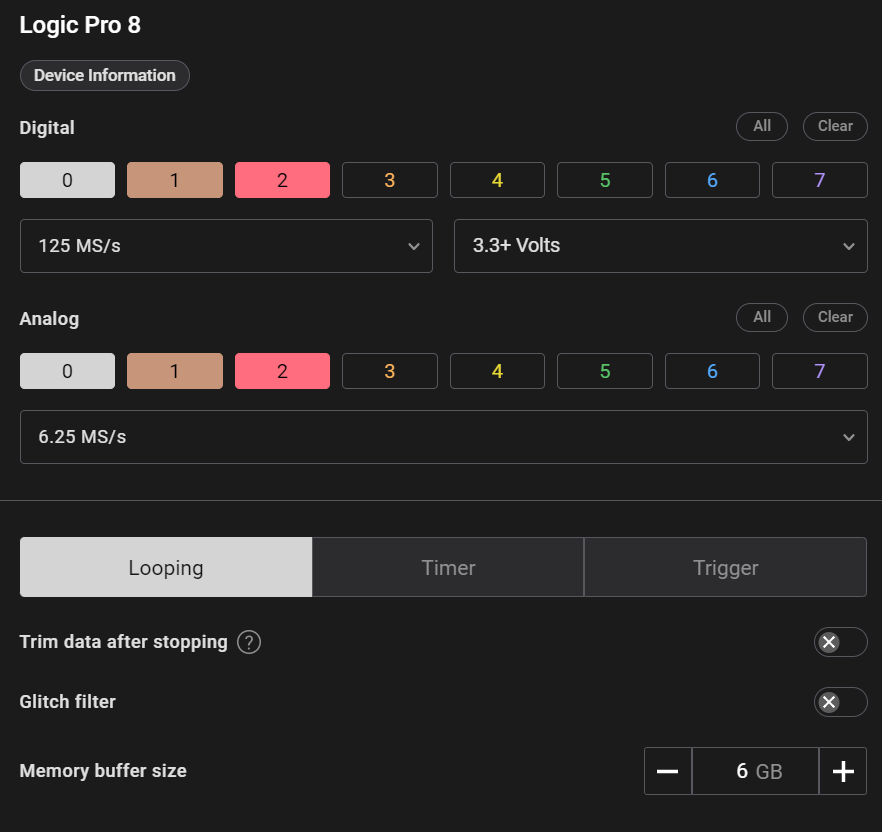 Logic Pro 8
Device Information
Digital All Clear
0 1 2 3 4 5 6 7
125 MS/s 3.3+ Volts
Analog All Clear
0 1 2 3 4 5 6 7
6.25 MS/s
Looping Timer Trigger
Trim data after stopping ?
Glitch filter
Memory buffer size 6 GB